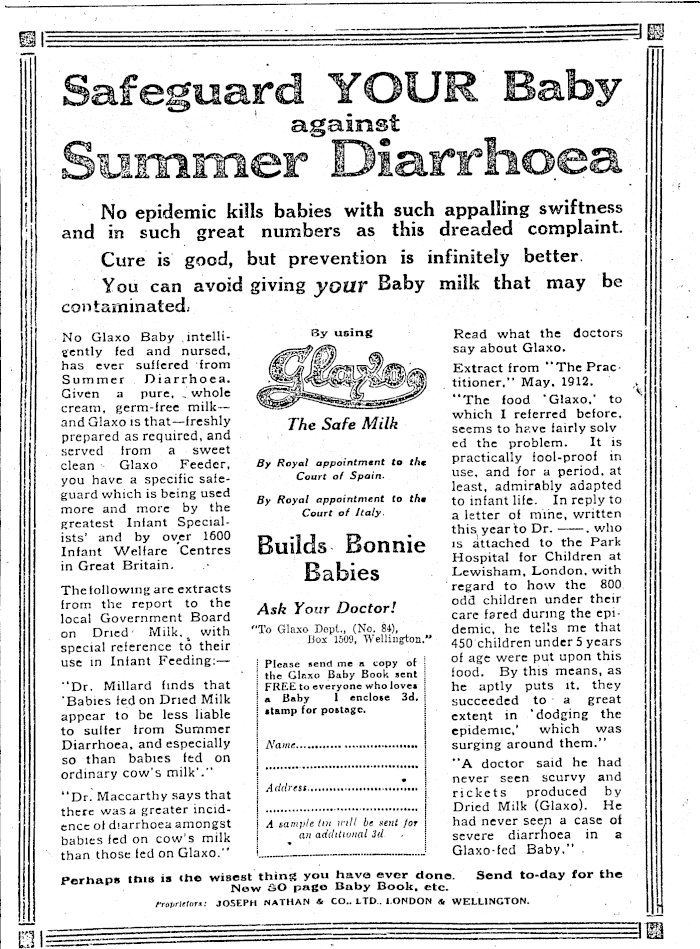 Safeguard YOUR Baby
against
Summer Diarrhoea
No epidemic kills babies with such appalling swiftness
and in such great numbers as this dreaded complaint.
Cure is good, but prevention is infinitely better.
You can avoid giving your Baby milk that may be
contaminated.
No Glaxo Baby intelli-
gently fed and nursed,
has ever suffered from
Summer Diarrhoea.
Given a pure, whole
cream, germ-free milk—
and Glaxo is that—freshly
prepared as required, and
served from a sweet
clean Glaxo Feeder,
you have a specific safe-
guard which is being used
more and more by the
greatest Infant Special-
ists' and by over 1600
Infant Welfare Centres
in Great Britain.
The following are extracts
from the report to the
local Government Board
on Dried Milk, with
special reference to their
use in Infant Feeding:—
"Dr. Millard finds that
'Babies fed on Dried Milk
appear to be less liable
to suffer from Summer
Diarrhoea, and especially
so than babies fed on
ordinary cow's milk'."
"Dr. Maccarthy says that
there was a greater incid-
ence of diarrhoea amongst
babies fed on cow's milk
than those fed on Glaxo."
By using
Glaxo
The Safe Milk
By Royal appointment to the
Court of Spain.
By Royal appointment to the
Court of Italy.
Builds Bonnie
Babies
Ask Your Doctor!
"To Glaxo Dept., (No. 84),
Box 1509, Wellington."
Please send me a copy of
the Glaxo Baby Book sent
FREE to everyone who loves
a Baby I enclose 3d.
stamp for postage.
Name
Address
A sample tin will be sent for
an additional 3d.
Read what the doctors
say about Glaxo.
Extract from "The Prac-
titioner," May, 1912.
"The food 'Glaxo,' to
which I referred before,
seems to have fairly solv
ed the problem. It is
practically fool-proof in
use, and for a period, at
least, admirably adapted
to infant life. In reply to
a letter of mine, written
this year to Dr. ——, who
is attached to the Park
Hospital for Children at
Lewisham, London, with
regard to how the 800
odd children under their
care fared during the epi-
demic, he tells me that
450 children under 5 years
of age were put upon this
food. By this means, as
he aptly puts it, they
succeeded to a great
extent in 'dodging the
epidemic,' which was
surging around them."
"A doctor said he had
never seen scurvy and
rickets produced by
Dried Milk (Glaxo). He
had never seen a case of
severe diarrhoea in a
Glaxo-fed Baby."
Perhaps this is the wisest thing you have ever done. Send to-day for the
New 80 page Baby Book, etc.
Proprietors: JOSEPH NATHAN & CO., LTD., LONDON & WELLINGTON.